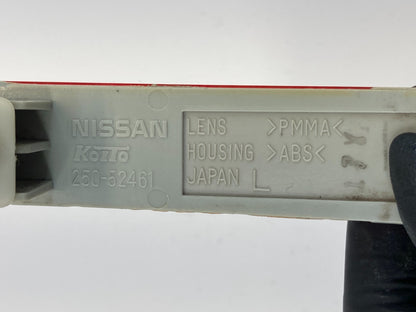 NISSAN
KOITO
250-52461
LENS >PMMA<
HOUSING >ABS<
JAPAN L